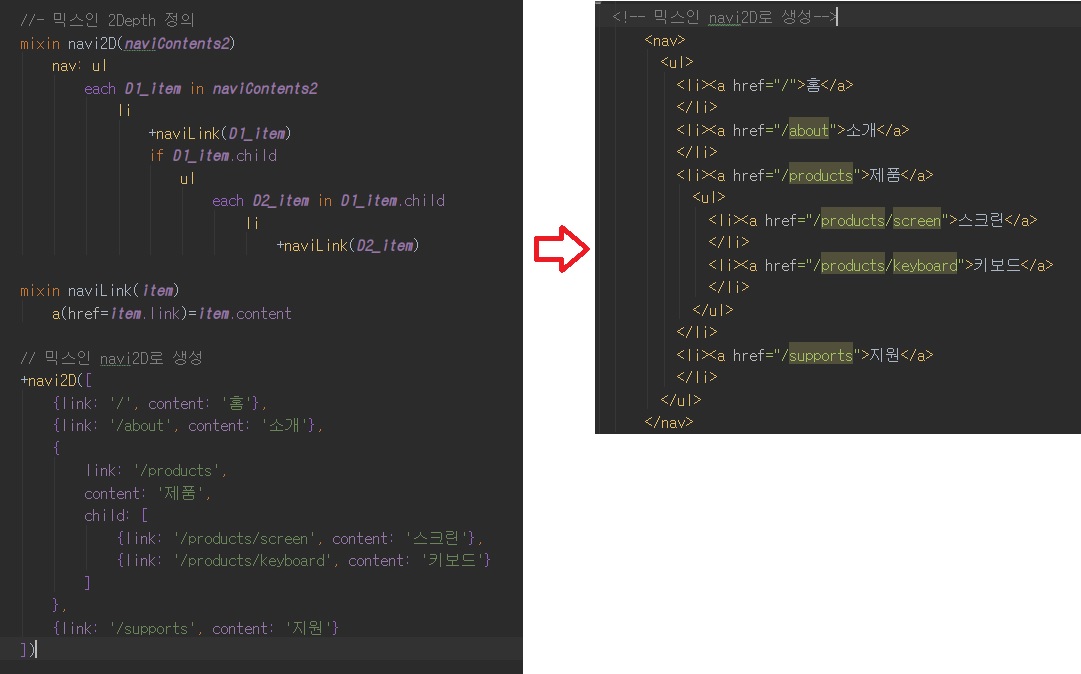 //- 믹스인 2Depth 정의
mixin navi2D(naviContents2)
nav: ul
each D1_item in naviContents2
li
+naviLink(D1_item)
if D1_item.child
ul
each D2_item in D1_item.child
li
+naviLink(D2_item)
mixin naviLink(item)
a(href=item.link)=item.content
// 믹스인 navi2D로 생성
+navi2D([
{link: '/', content: '홈'},
{link: '/about', content: '소개'},
{
link: '/products',
content: '제품',
child: [
{link: '/products/screen', content: '스크린'},
{link: '/products/keyboard', content: '키보드'}
]
},
{link: '/supports', content: '지원'}
])
<!-- 믹스인 navi2D로 생성-->
<nav>
<ul>
<li><a href="/">홈</a>
</li>
<li><a href="/about">소개</a>
</li>
<li><a href="/products">제품</a>
<ul>
<li><a href="/products/screen">스크린</a>
</li>
<li><a href="/products/keyboard">키보드</a>
</li>
</ul>
</li>
<li><a href="/supports">지원</a>
</li>
</ul>
</nav>